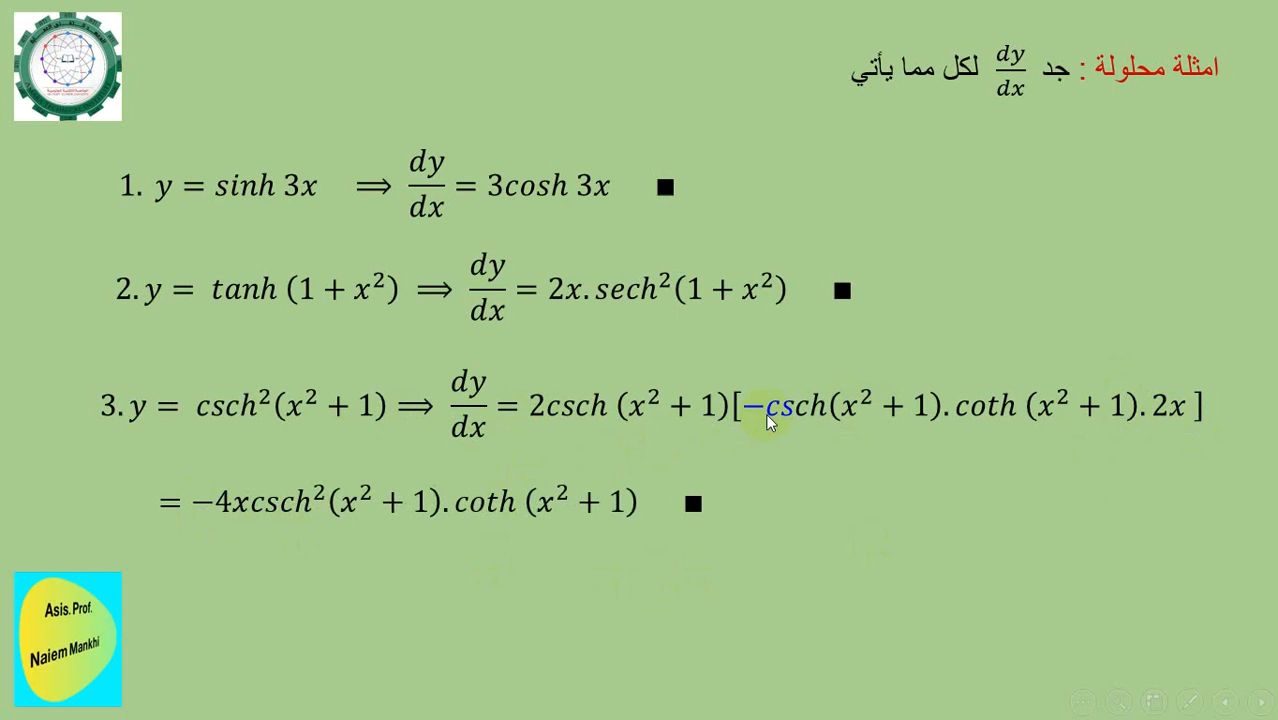 امثلة محلولة : جد dy/dx لكل مما يأتي
1. y = sinh 3x ⟹ dy/dx = 3cosh 3x ■
2. y = tanh (1 + x²) ⟹ dy/dx = 2x. sech²(1 + x²) ■
3. y = csch²(x² + 1) ⟹ dy/dx = 2csch (x² + 1)[−csch(x² + 1). coth (x² + 1). 2x ]
= −4xcsch²(x² + 1). coth (x² + 1) ■
Asis. Prof.
Naiem Mankhi